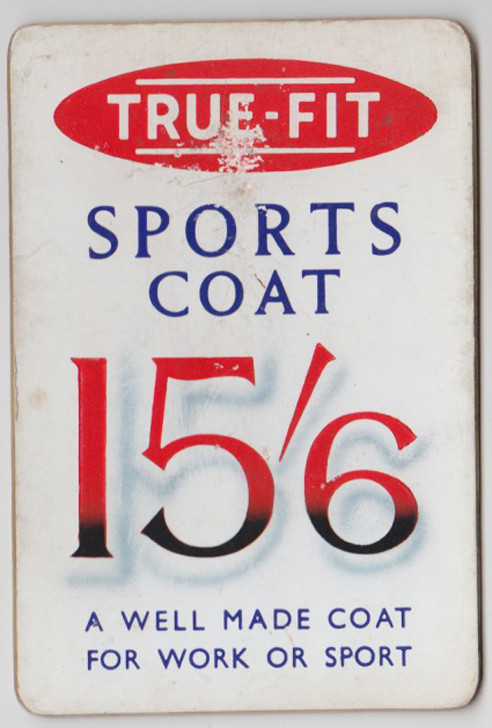 TRUE-FIT
SPORTS
COAT
15/6
A WELL MADE COAT
FOR WORK OR SPORT